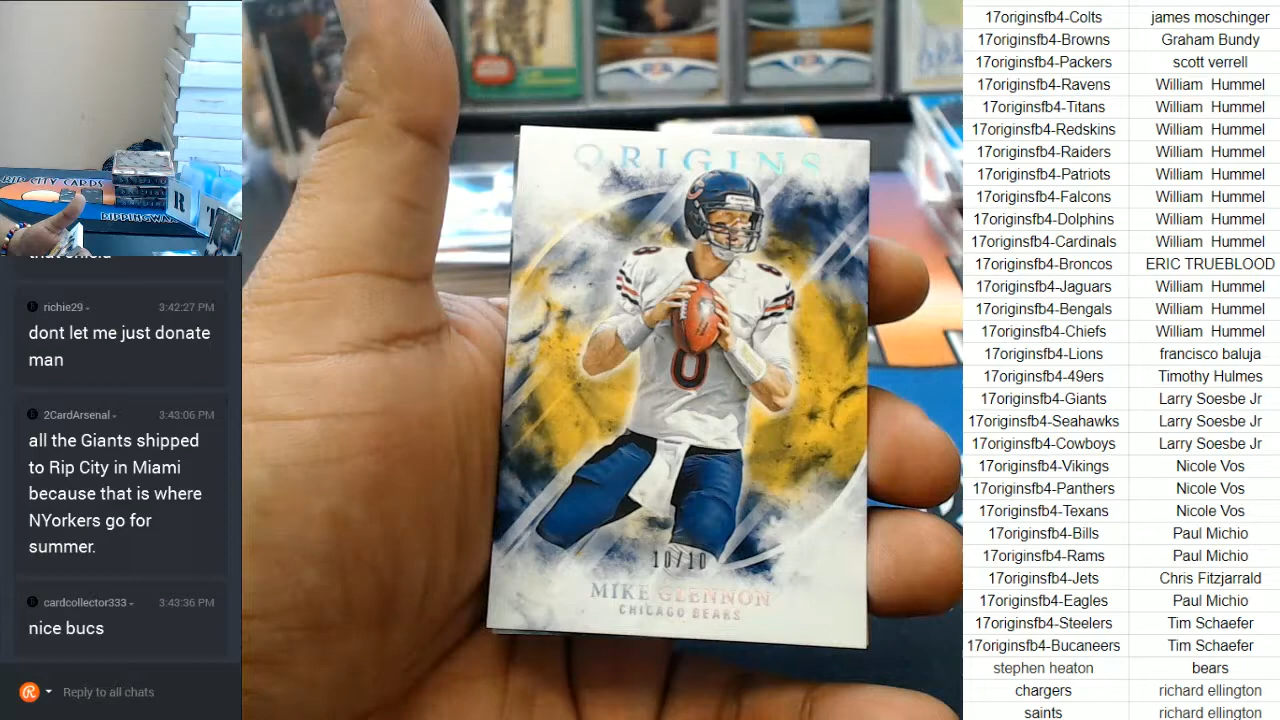 RIP CITY CARDS
RIPPINGWAX
R
richie29
3:42:27 PM
dont let me just donate
man
2CardArsenal
3:43:06 PM
all the Giants shipped
to Rip City in Miami
because that is where
NYorkers go for
summer.
cardcollector333
3:43:36 PM
nice bucs
Reply to all chats
ORIGINS
8
8
8
10/10
MIKE GLENNON
CHICAGO BEARS
17originsfb4-Colts james moschinger
17originsfb4-Browns Graham Bundy
17originsfb4-Packers scott verrell
17originsfb4-Ravens William Hummel
17originsfb4-Titans William Hummel
17originsfb4-Redskins William Hummel
17originsfb4-Raiders William Hummel
17originsfb4-Patriots William Hummel
17originsfb4-Falcons William Hummel
17originsfb4-Dolphins William Hummel
17originsfb4-Cardinals William Hummel
17originsfb4-Broncos ERIC TRUEBLOOD
17originsfb4-Jaguars William Hummel
17originsfb4-Bengals William Hummel
17originsfb4-Chiefs William Hummel
17originsfb4-Lions francisco baluja
17originsfb4-49ers Timothy Hulmes
17originsfb4-Giants Larry Soesbe Jr
17originsfb4-Seahawks Larry Soesbe Jr
17originsfb4-Cowboys Larry Soesbe Jr
17originsfb4-Vikings Nicole Vos
17originsfb4-Panthers Nicole Vos
17originsfb4-Texans Nicole Vos
17originsfb4-Bills Paul Michio
17originsfb4-Rams Paul Michio
17originsfb4-Jets Chris Fitzjarrald
17originsfb4-Eagles Paul Michio
17originsfb4-Steelers Tim Schaefer
17originsfb4-Bucaneers Tim Schaefer
stephen heaton bears
chargers richard ellington
saints richard ellington